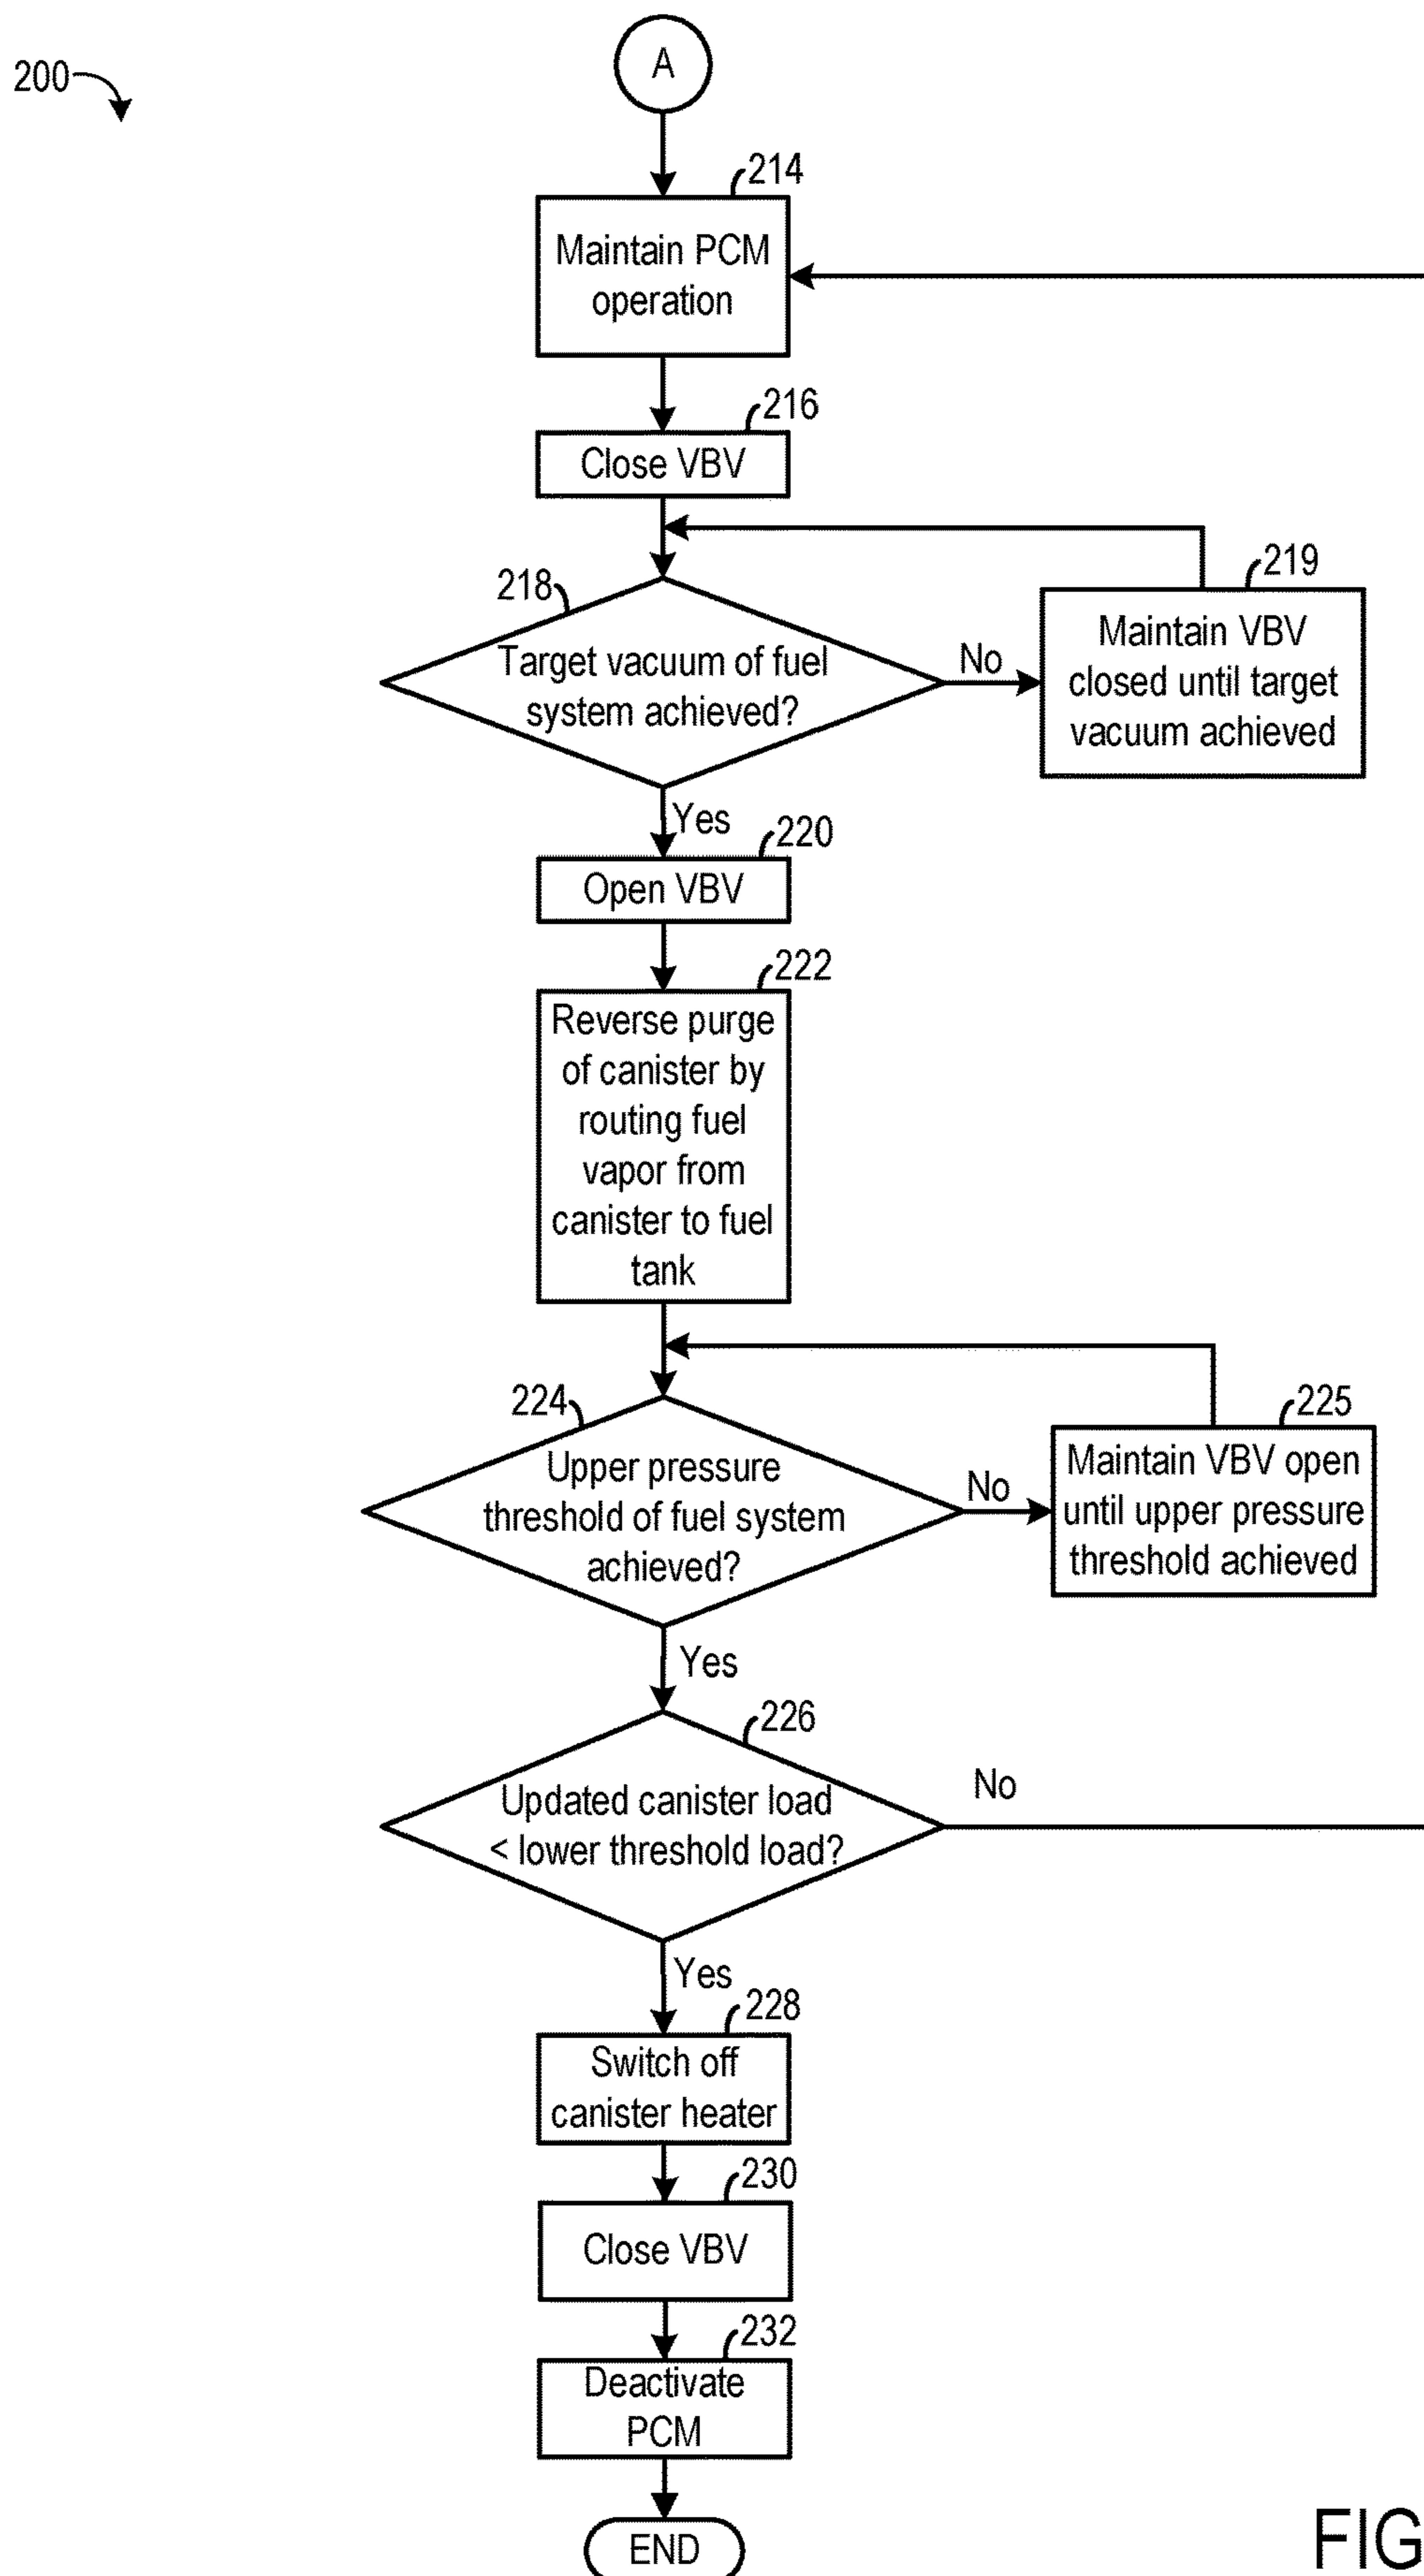 200
A
214
Maintain PCM
operation
216
Close VBV
218
Target vacuum of fuel
system achieved?
No
219
Maintain VBV
closed until target
vacuum achieved
Yes
220
Open VBV
222
Reverse purge
of canister by
routing fuel
vapor from
canister to fuel
tank
224
Upper pressure
threshold of fuel system
achieved?
No
225
Maintain VBV open
until upper pressure
threshold achieved
Yes
226
Updated canister load
< lower threshold load?
No
Yes
228
Switch off
canister heater
230
Close VBV
232
Deactivate
PCM
END
FIG